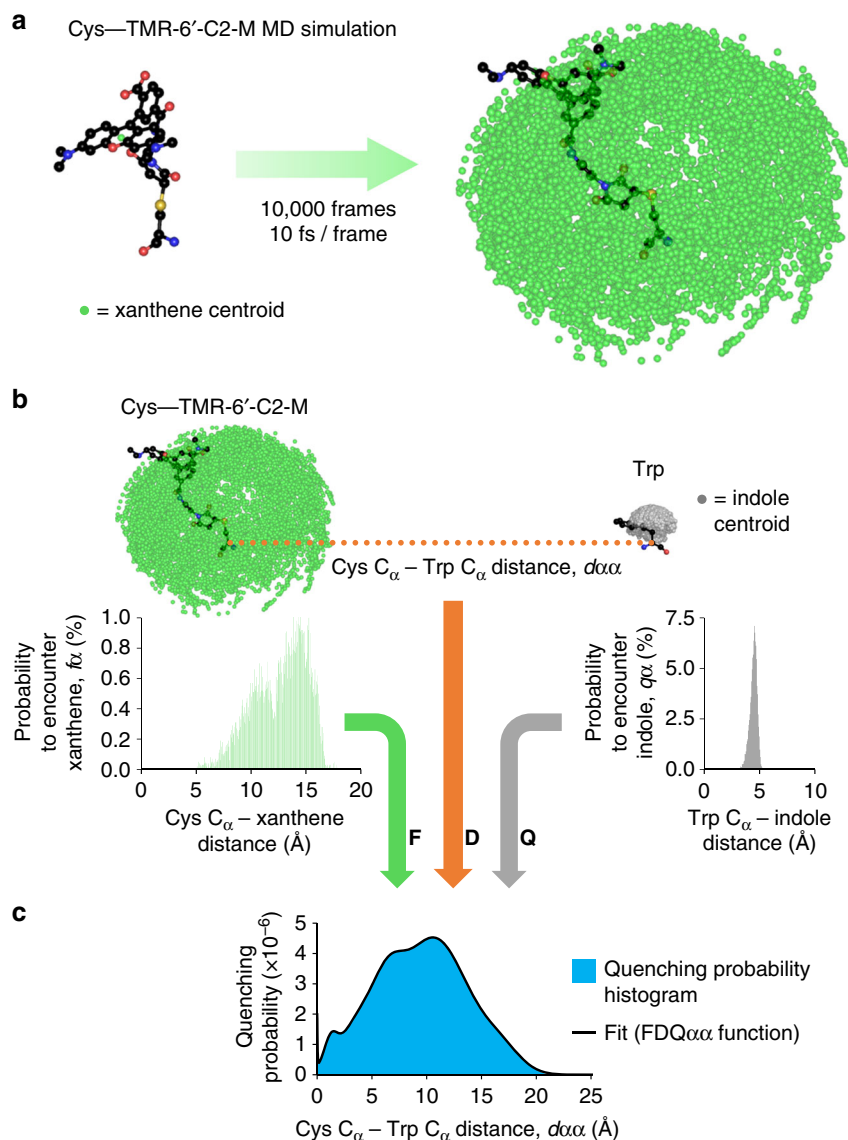 a
Cys—TMR-6′-C2-M MD simulation
10,000 frames
10 fs / frame
= xanthene centroid
b
Cys—TMR-6′-C2-M
Trp
= indole
centroid
Cys Cα – Trp Cα distance, dαα
Probability
to encounter
xanthene, fα (%)
1.0
0.8
0.6
0.4
0.2
0.0
0
5
10
15
20
Cys Cα – xanthene
distance (Å)
Probability
to encounter
indole, qα (%)
7.5
5.0
2.5
0.0
0
5
10
Trp Cα – indole
distance (Å)
F
D
Q
c
Quenching
probability (×10⁻⁶)
5
4
3
2
1
0
0
5
10
15
20
25
Cys Cα – Trp Cα distance, dαα (Å)
Quenching probability
histogram
Fit (FDQαα function)